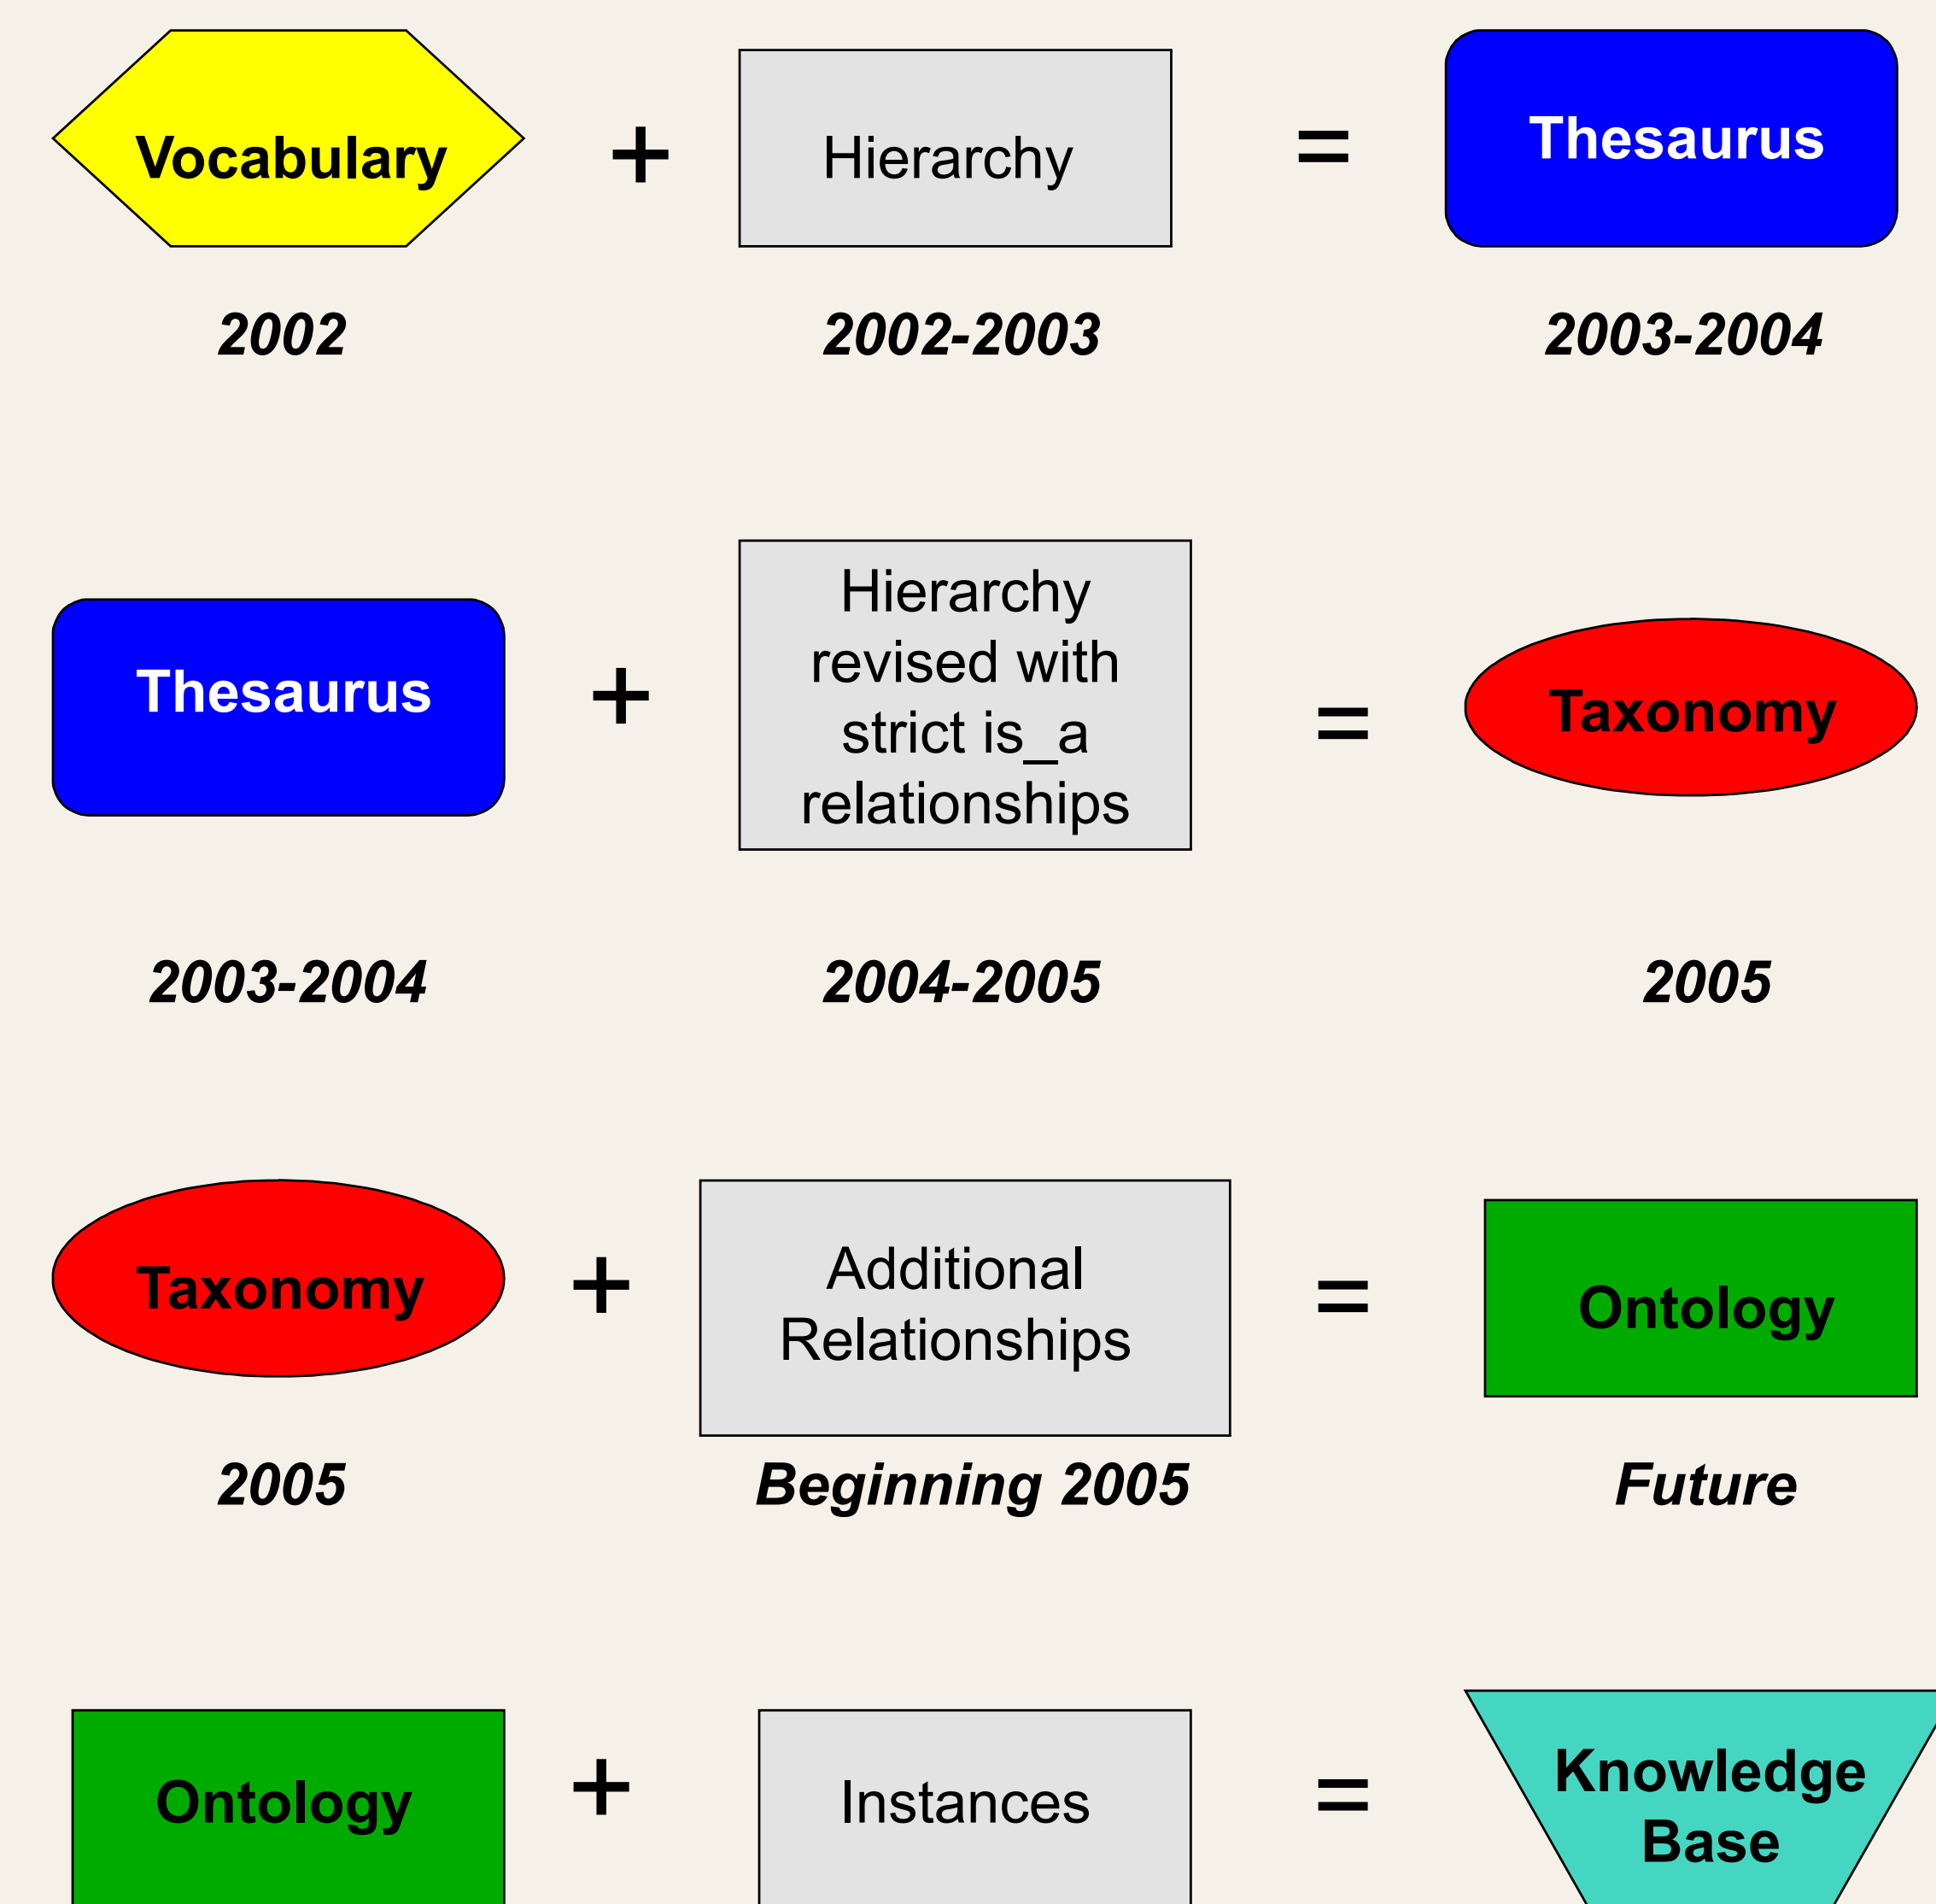 Vocabulary + Hierarchy = Thesaurus
2002 2002-2003 2003-2004
Hierarchy
revised with
Thesaurus + strict is_a = Taxonomy
relationships
2003-2004 2004-2005 2005
Taxonomy + Additional = Ontology
Relationships
2005 Beginning 2005 Future
Ontology + Instances = Knowledge
Base